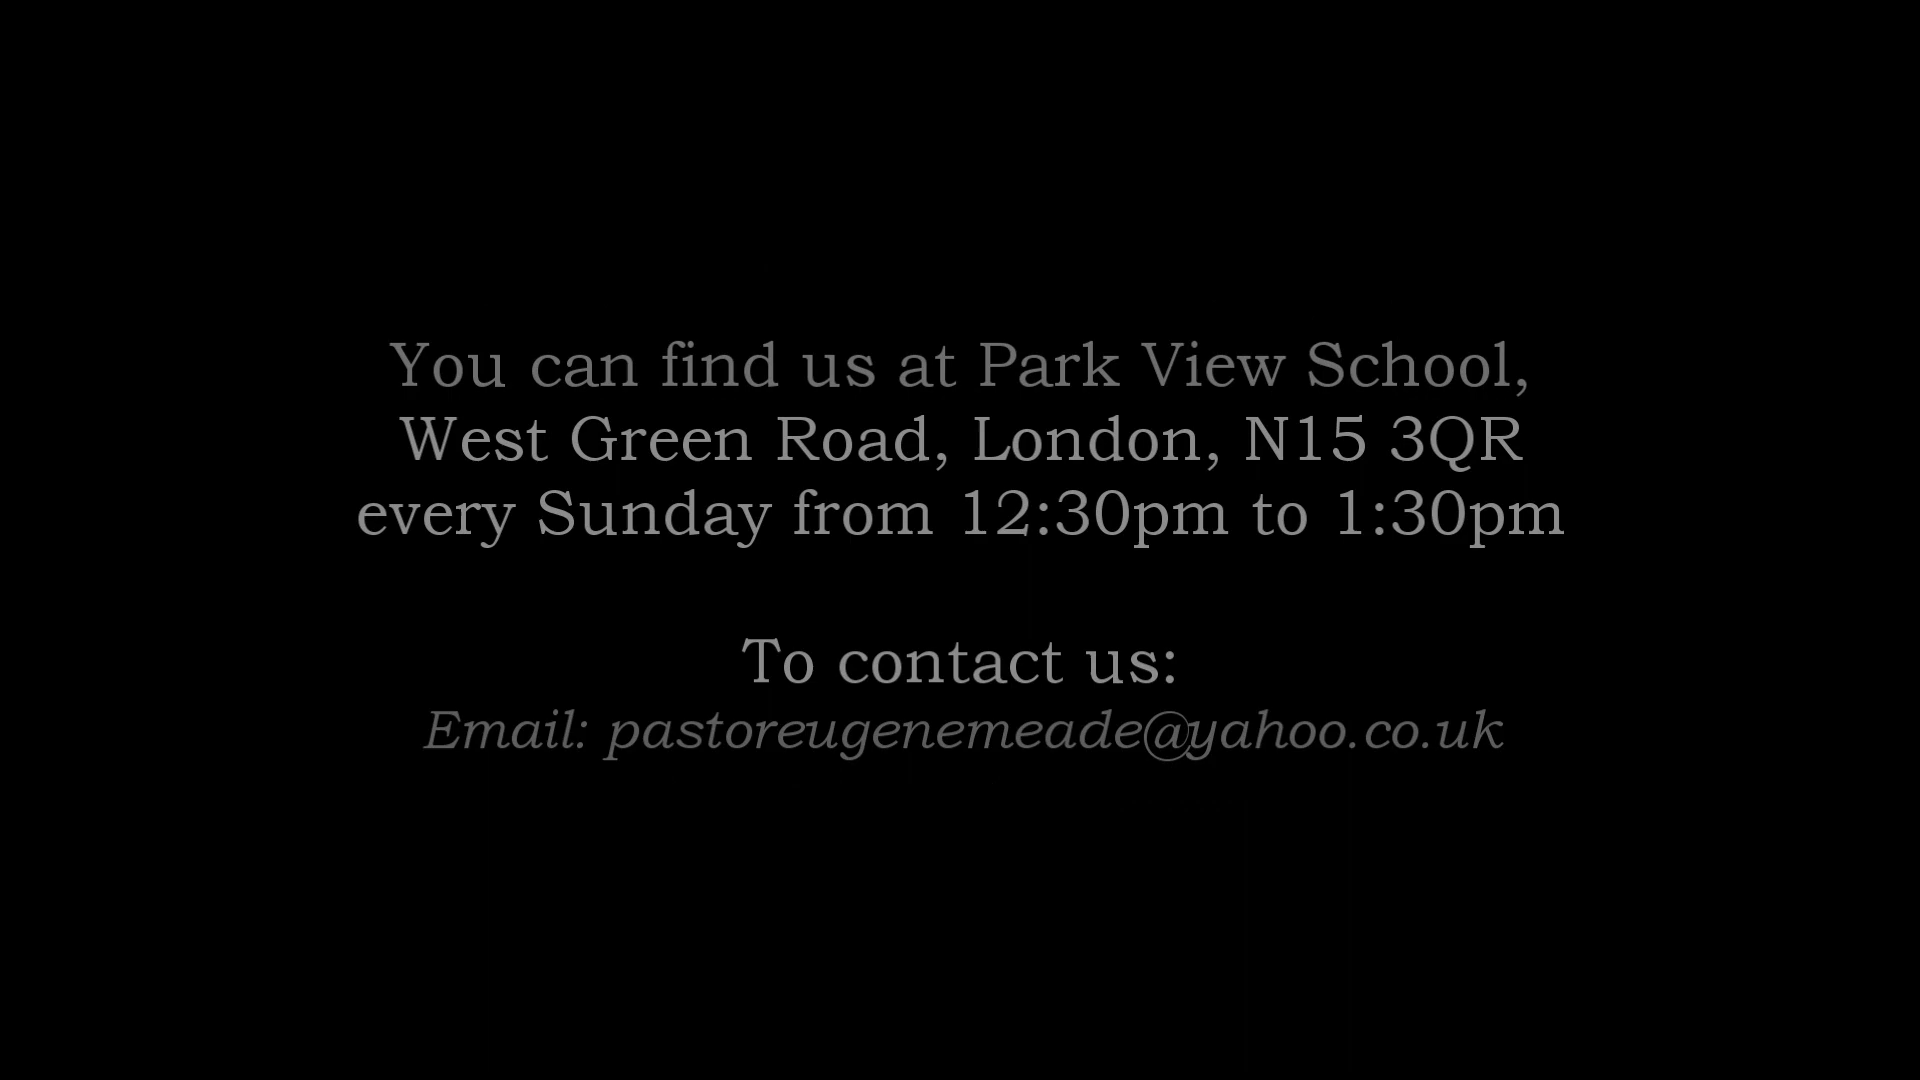 You can find us at Park View School,
West Green Road, London, N15 3QR
every Sunday from 12:30pm to 1:30pm
To contact us:
Email: pastoreugenemeade@yahoo.co.uk